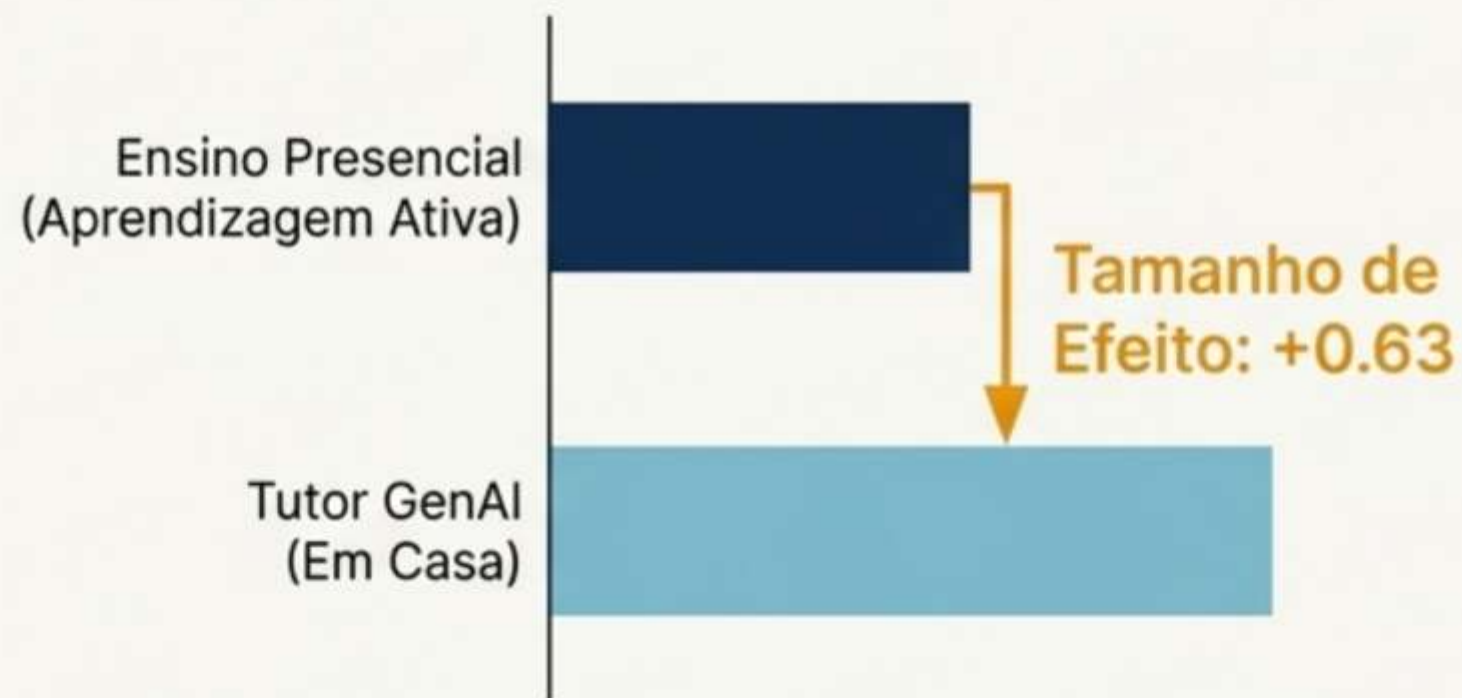 Ensino Presencial
(Aprendizagem Ativa)
Tamanho de
Efeito: +0.63
Tutor GenAI
(Em Casa)